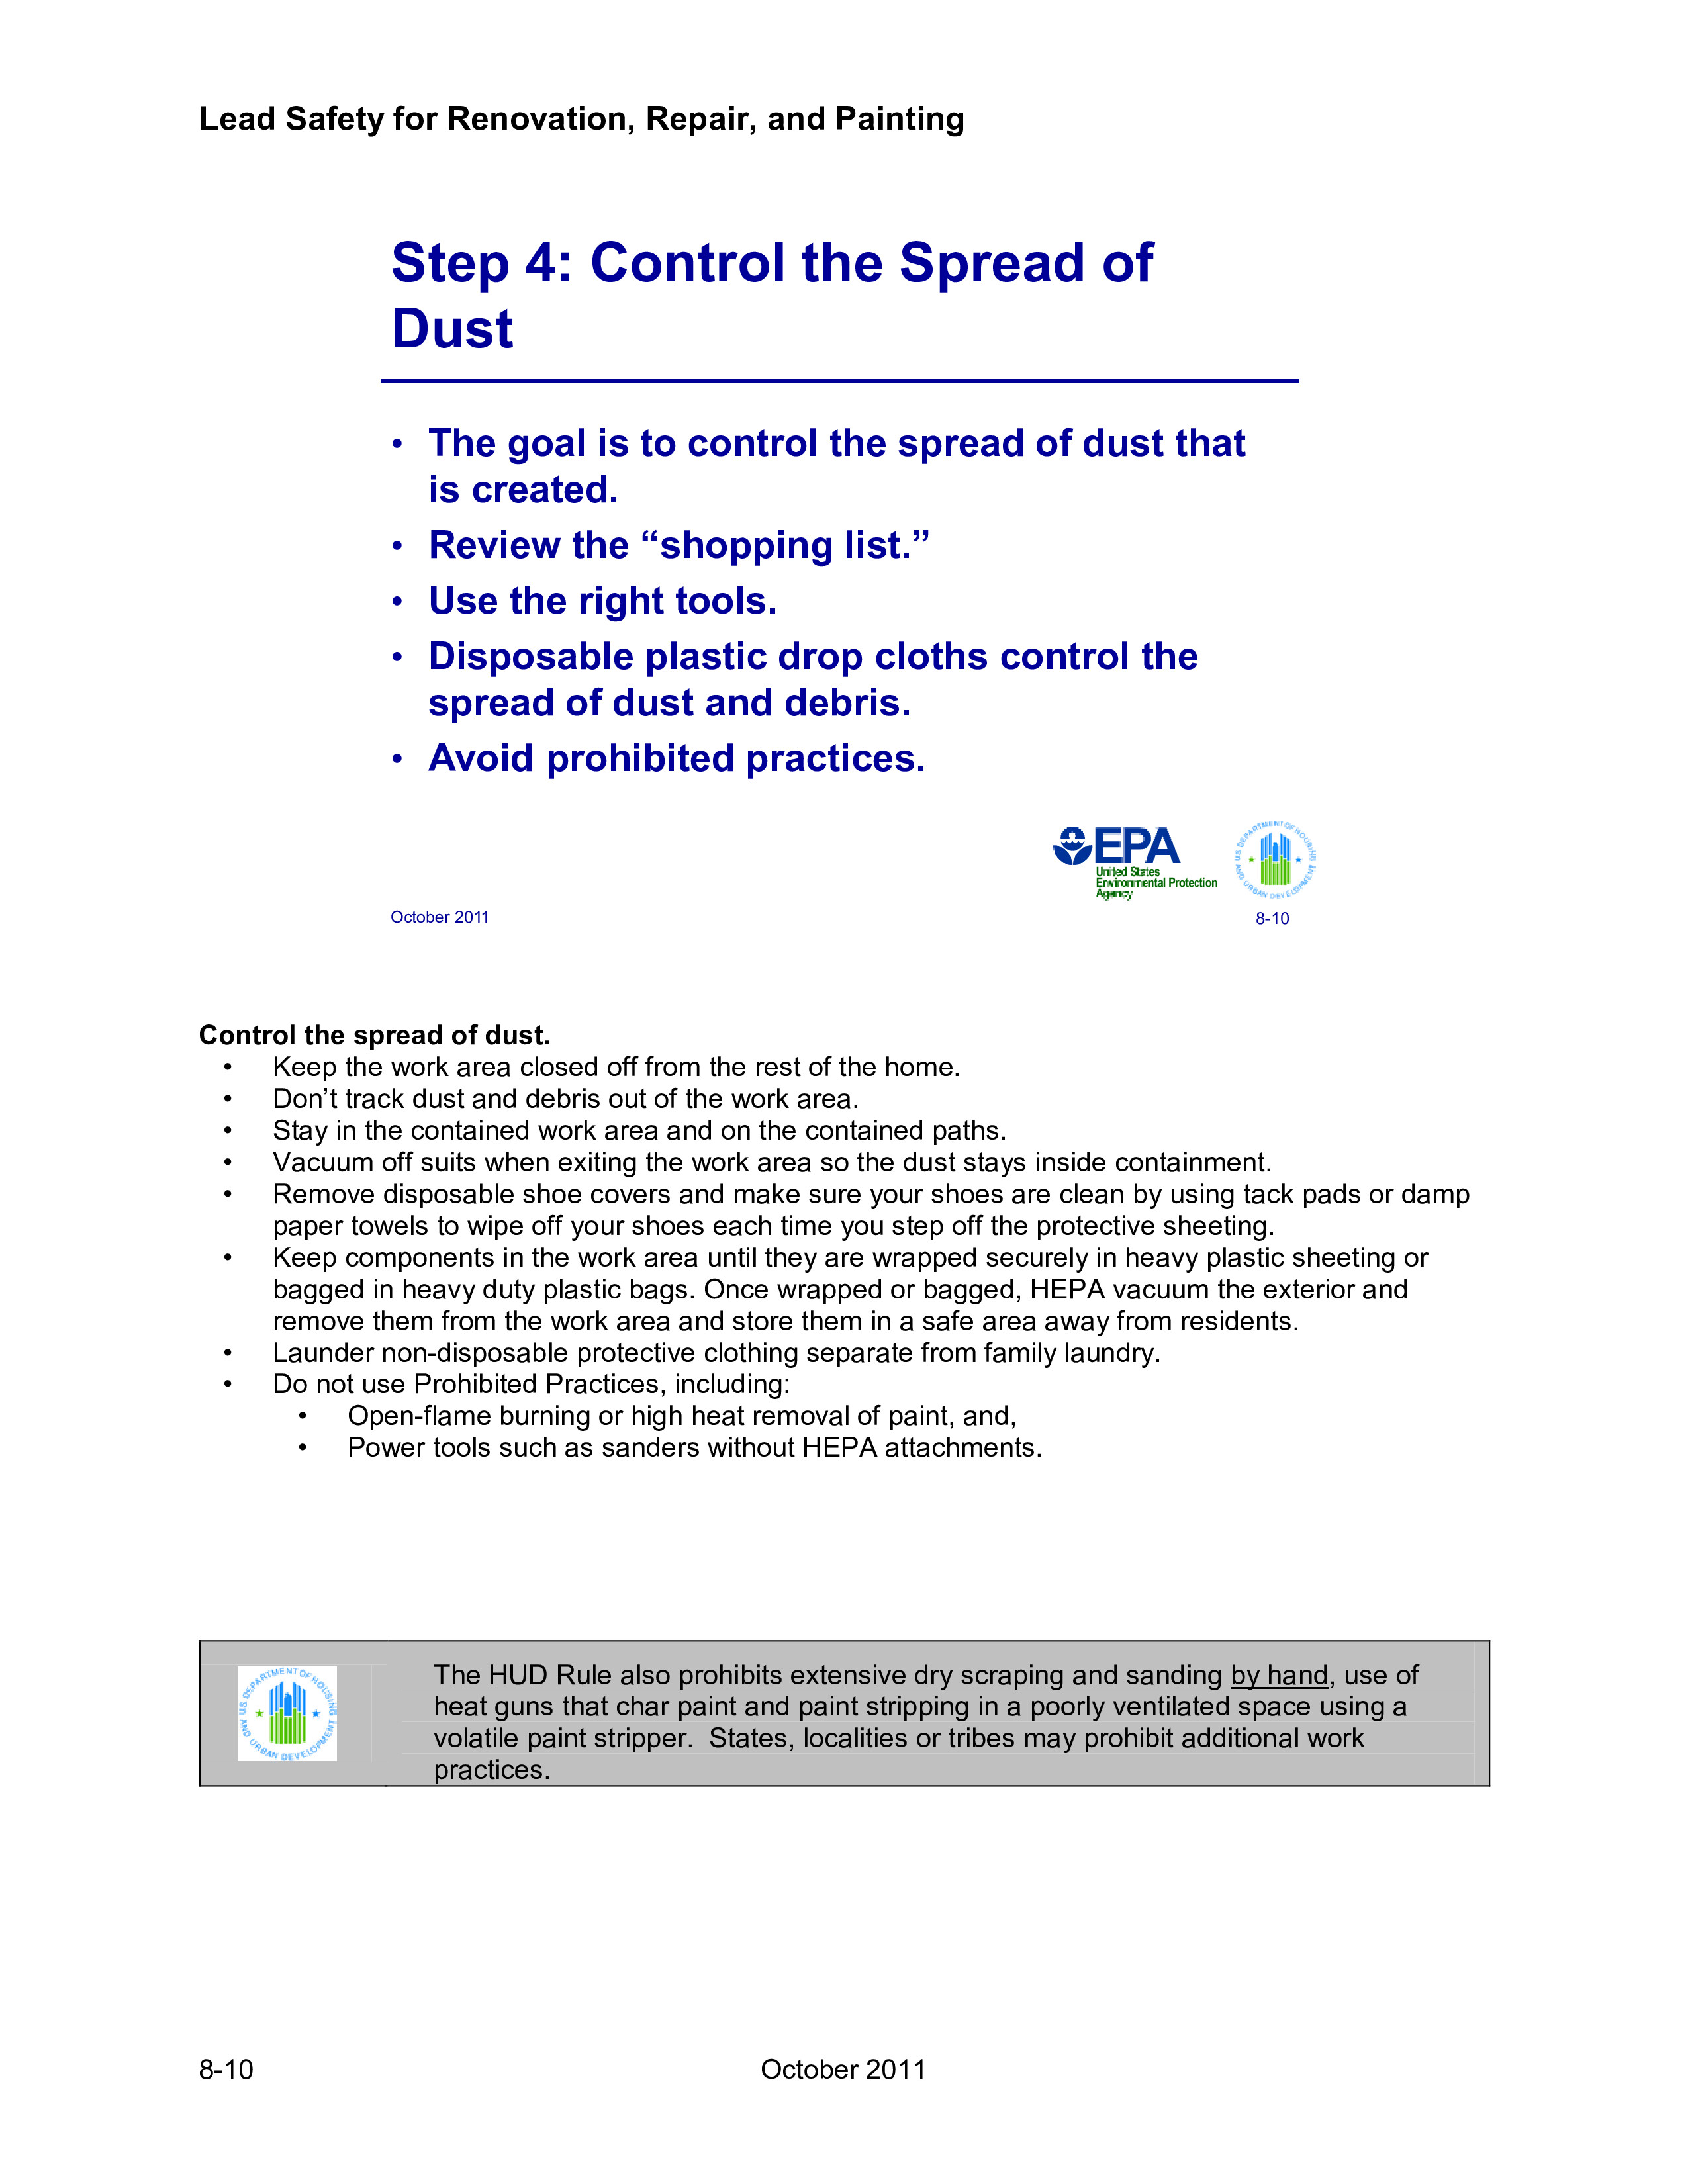 Lead Safety for Renovation, Repair, and Painting
Step 4: Control the Spread of
Dust
• The goal is to control the spread of dust that
is created.
• Review the “shopping list.”
• Use the right tools.
• Disposable plastic drop cloths control the
spread of dust and debris.
• Avoid prohibited practices.
EPA
United States
Environmental Protection
Agency
U.S. DEPARTMENT OF HOUSING
AND URBAN DEVELOPMENT
October 2011
8-10
Control the spread of dust.
• Keep the work area closed off from the rest of the home.
• Don’t track dust and debris out of the work area.
• Stay in the contained work area and on the contained paths.
• Vacuum off suits when exiting the work area so the dust stays inside containment.
• Remove disposable shoe covers and make sure your shoes are clean by using tack pads or damp
paper towels to wipe off your shoes each time you step off the protective sheeting.
• Keep components in the work area until they are wrapped securely in heavy plastic sheeting or
bagged in heavy duty plastic bags. Once wrapped or bagged, HEPA vacuum the exterior and
remove them from the work area and store them in a safe area away from residents.
• Launder non-disposable protective clothing separate from family laundry.
• Do not use Prohibited Practices, including:
• Open-flame burning or high heat removal of paint, and,
• Power tools such as sanders without HEPA attachments.
U.S. DEPARTMENT OF HOUSING
AND URBAN DEVELOPMENT
The HUD Rule also prohibits extensive dry scraping and sanding by hand, use of
heat guns that char paint and paint stripping in a poorly ventilated space using a
volatile paint stripper.  States, localities or tribes may prohibit additional work
practices.
8-10
October 2011